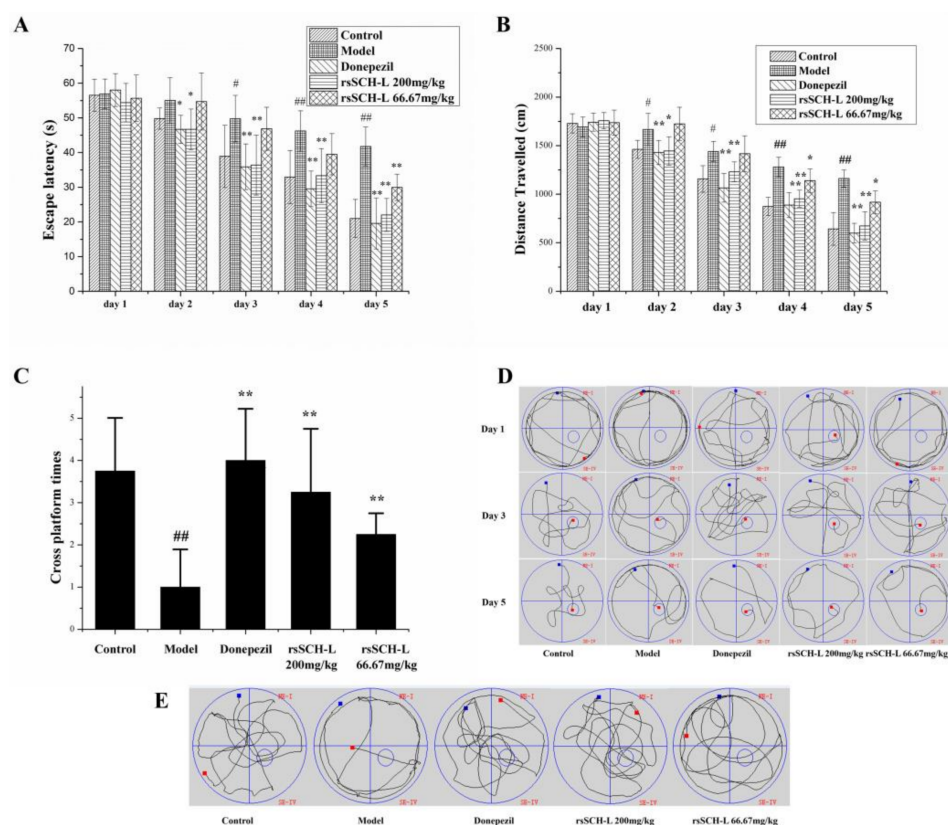 A
Control
Model
Donepezil
rsSCH-L 200mg/kg
rsSCH-L 66.67mg/kg
Escape latency (s)
70
60
50
40
30
20
10
0
* * # ** ** ## ** ** ## ** ** **
day 1 day 2 day 3 day 4 day 5
B
Control
Model
Donepezil
rsSCH-L 200mg/kg
rsSCH-L 66.67mg/kg
Distance Travelled (cm)
2500
2000
1500
1000
500
0
# ** * # ** ** ## ** ** * ## ** ** *
day 1 day 2 day 3 day 4 day 5
C
Cross platform times
5
4
3
2
1
0
## ** ** **
Control Model Donepezil rsSCH-L rsSCH-L
200mg/kg 66.67mg/kg
D
Day 1
Day 3
Day 5
Control Model Donepezil rsSCH-L 200mg/kg rsSCH-L 66.67mg/kg
E
Control Model Donepezil rsSCH-L 200mg/kg rsSCH-L 66.67mg/kg